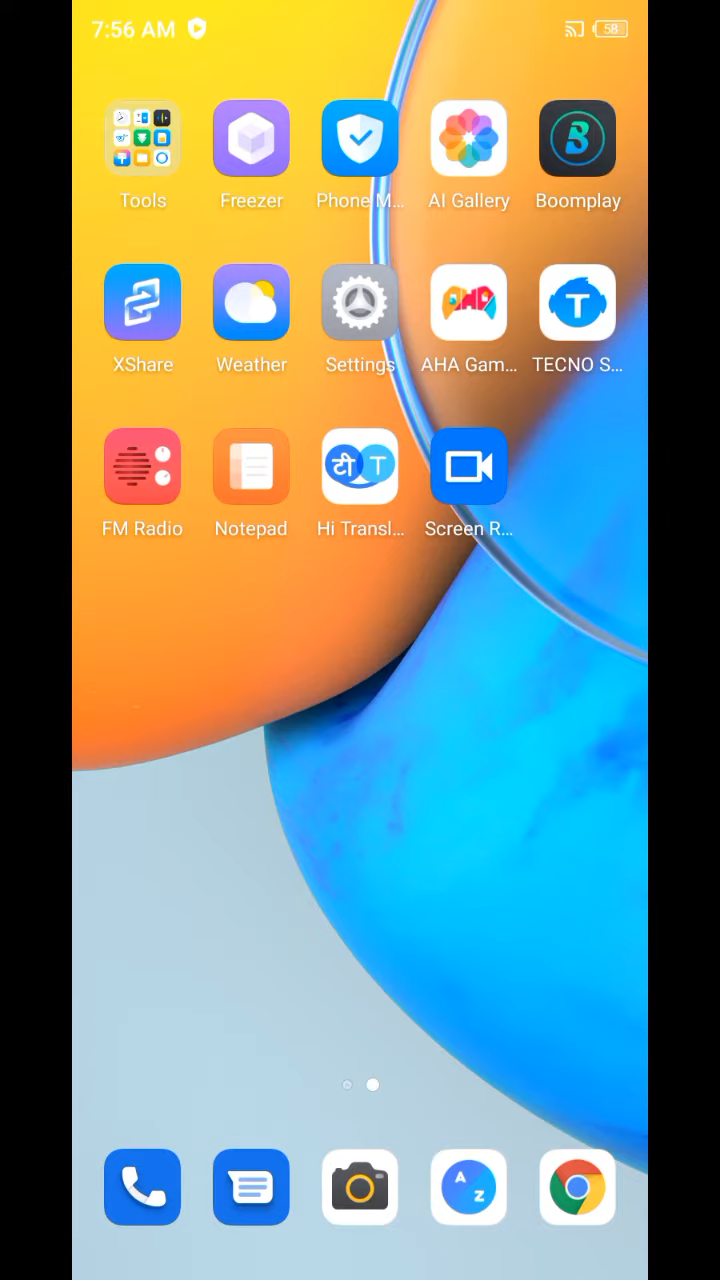 7:56 AM
58
Tools
Freezer
Phone M...
AI Gallery
Boomplay
B
XShare
Weather
Settings
AHA Gam...
TECNO S...
AHA
T
FM Radio
Notepad
Hi Transl...
Screen R...
टी T
A Z